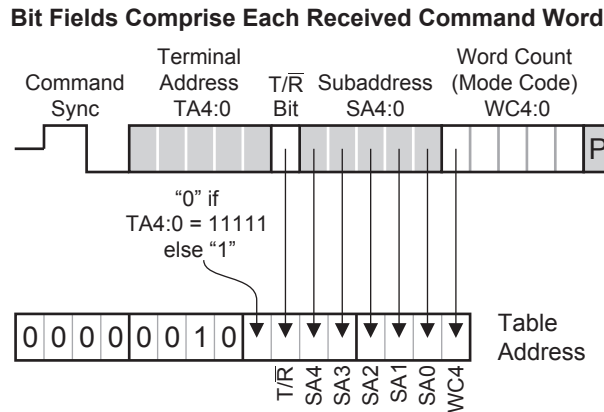 Bit Fields Comprise Each Received Command Word
Command
Sync
Terminal
Address
TA4:0
T/R̅
Bit
Subaddress
SA4:0
Word Count
(Mode Code)
WC4:0
P
“0” if
TA4:0 = 11111
else “1”
0 0 0 0 0 0 1 0
Table
Address
T/R̅
SA4
SA3
SA2
SA1
SA0
WC4